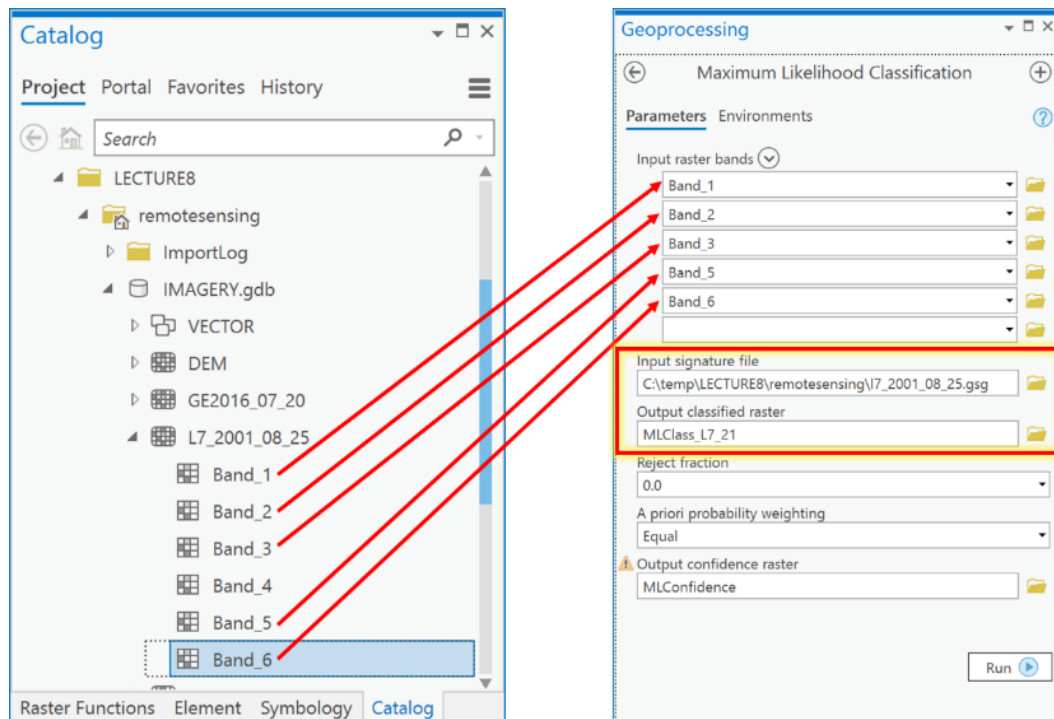 Catalog
Project Portal Favorites History
Search
LECTURE8
remotesensing
ImportLog
IMAGERY.gdb
VECTOR
DEM
GE2016_07_20
L7_2001_08_25
Band_1
Band_2
Band_3
Band_4
Band_5
Band_6
Raster Functions Element Symbology Catalog
Geoprocessing
Maximum Likelihood Classification
Parameters Environments
Input raster bands
Band_1
Band_2
Band_3
Band_5
Band_6
Input signature file
C:\temp\LECTURE8\remotesensing\l7_2001_08_25.gsg
Output classified raster
MLClass_L7_21
Reject fraction
0.0
A priori probability weighting
Equal
Output confidence raster
MLConfidence
Run